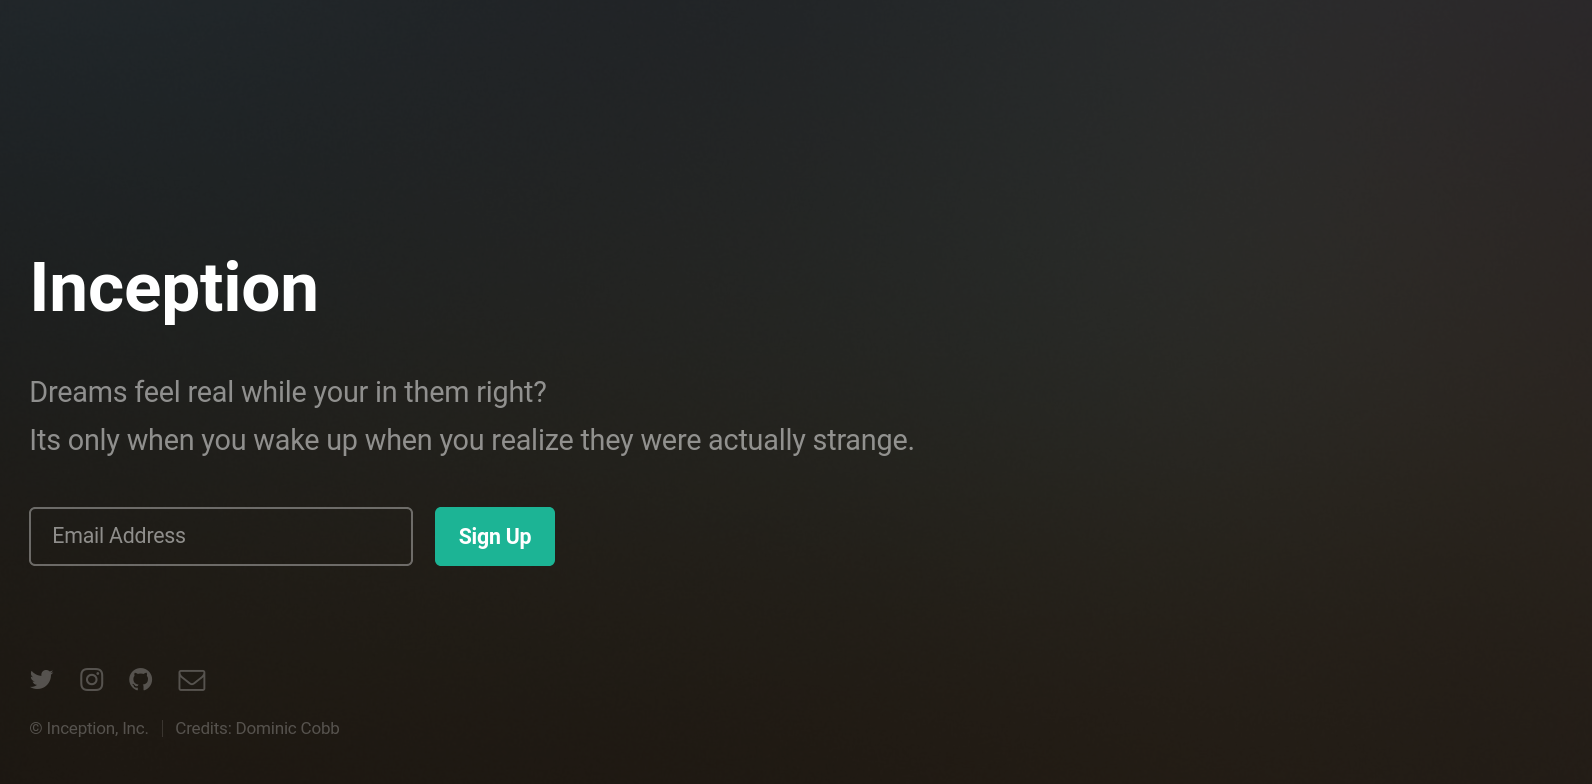 Inception
Dreams feel real while your in them right?
Its only when you wake up when you realize they were actually strange.
Email Address
Sign Up
© Inception, Inc.
Credits: Dominic Cobb